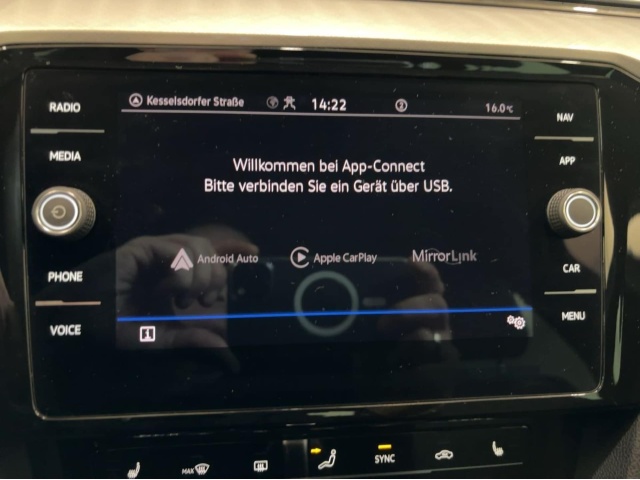 RADIO
MEDIA
PHONE
VOICE
Kesselsdorfer Straße 14:22 2 16.0°C
Willkommen bei App-Connect
Bitte verbinden Sie ein Gerät über USB.
Android Auto Apple CarPlay MirrorLink
NAV
APP
CAR
MENU
MAX SYNC